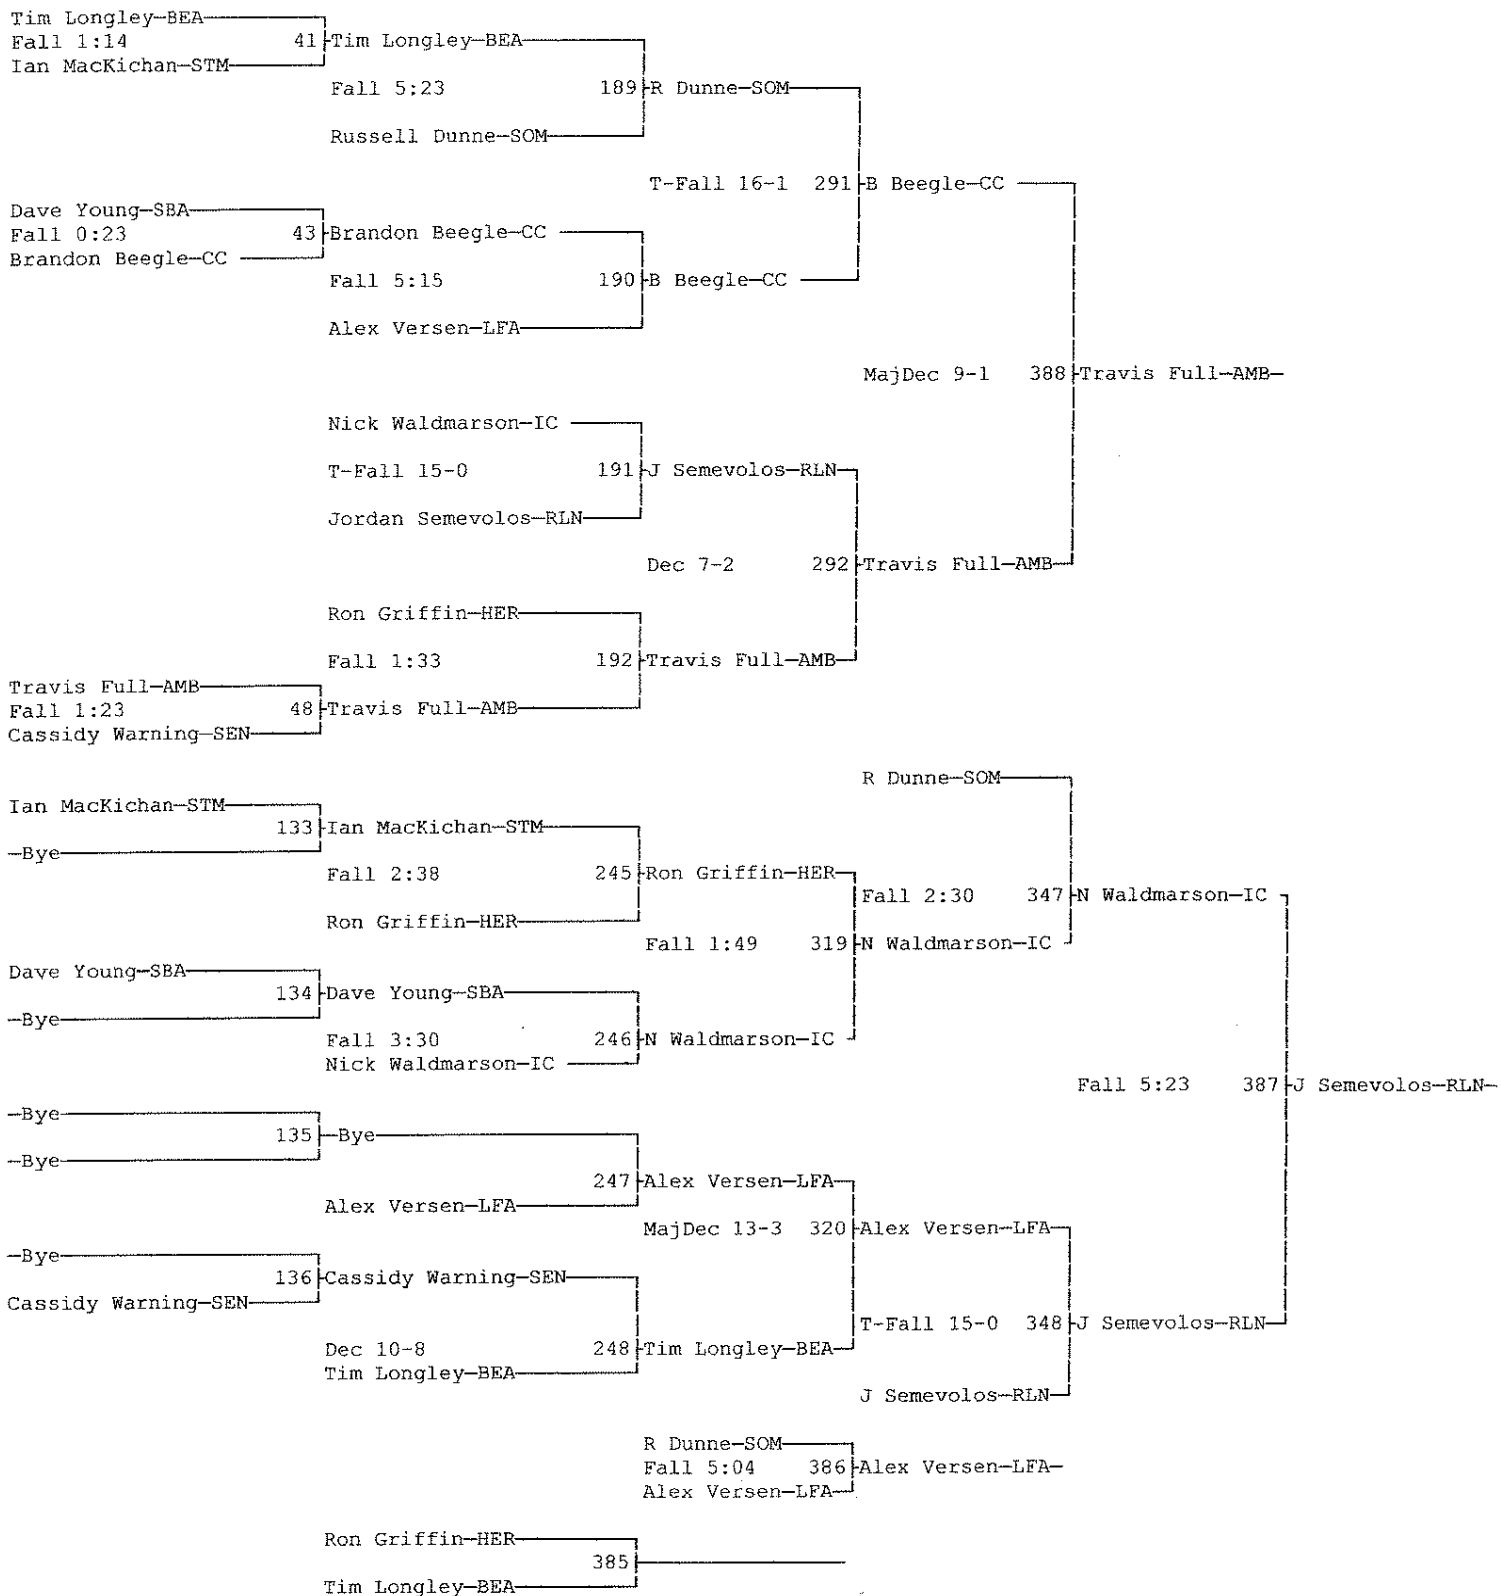 Tim Longley-BEA
Fall 1:14 41 Tim Longley-BEA
Ian MacKichan-STM
Fall 5:23 189 R Dunne-SOM
Russell Dunne-SOM
T-Fall 16-1 291 B Beegle-CC
Dave Young-SBA
Fall 0:23 43 Brandon Beegle-CC
Brandon Beegle-CC
Fall 5:15 190 B Beegle-CC
Alex Versen-LFA
MajDec 9-1 388 Travis Full-AMB-
Nick Waldmarson-IC
T-Fall 15-0 191 J Semevolos-RLN
Jordan Semevolos-RLN
Dec 7-2 292 Travis Full-AMB
Ron Griffin-HER
Fall 1:33 192 Travis Full-AMB
Travis Full-AMB
Fall 1:23 48 Travis Full-AMB
Cassidy Warning-SEN
R Dunne-SOM
Ian MacKichan-STM
133 Ian MacKichan-STM
-Bye
Fall 2:38 245 Ron Griffin-HER
Fall 2:30 347 N Waldmarson-IC
Ron Griffin-HER
Fall 1:49 319 N Waldmarson-IC
Dave Young-SBA
134 Dave Young-SBA
-Bye
Fall 3:30 246 N Waldmarson-IC
Nick Waldmarson-IC
Fall 5:23 387 J Semevolos-RLN-
-Bye
135 -Bye
-Bye
247 Alex Versen-LFA
Alex Versen-LFA
MajDec 13-3 320 Alex Versen-LFA
-Bye
136 Cassidy Warning-SEN
Cassidy Warning-SEN
T-Fall 15-0 348 J Semevolos-RLN
Dec 10-8 248 Tim Longley-BEA
Tim Longley-BEA
J Semevolos-RLN
R Dunne-SOM
Fall 5:04 386 Alex Versen-LFA-
Alex Versen-LFA
Ron Griffin-HER
385
Tim Longley-BEA